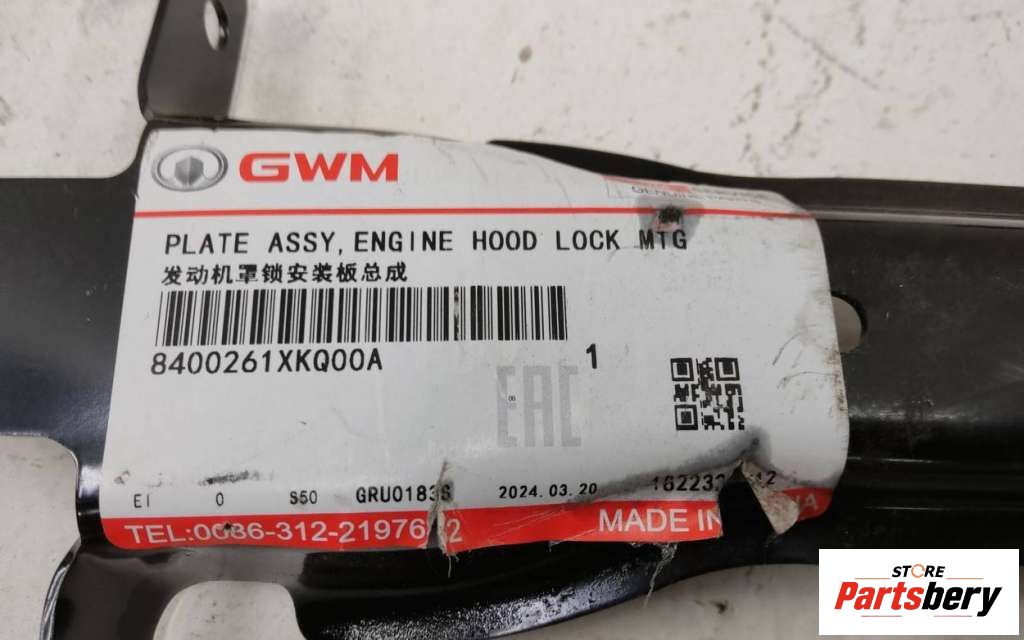 GWM
PLATE ASSY, ENGINE HOOD LOCK MTG
发动机罩锁安装板总成
8400261XKQ00A
1
EAC
EI 0 S50 2024.03.20
MADE IN
STORE
Partsbery